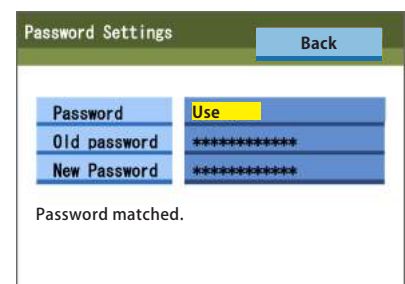 Password Settings
Back
Password Use
Old password ************
New Password ************
Password matched.